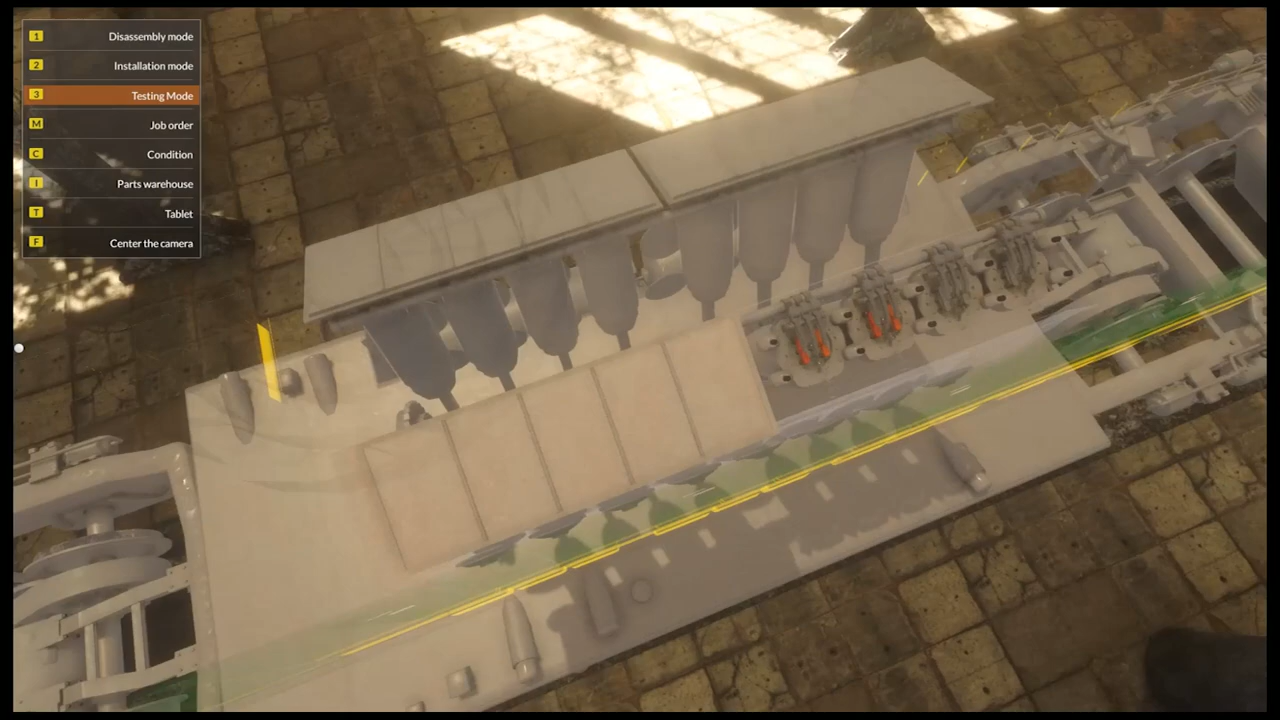 1 Disassembly mode
2 Installation mode
3 Testing Mode
M Job order
C Condition
I Parts warehouse
T Tablet
F Center the camera